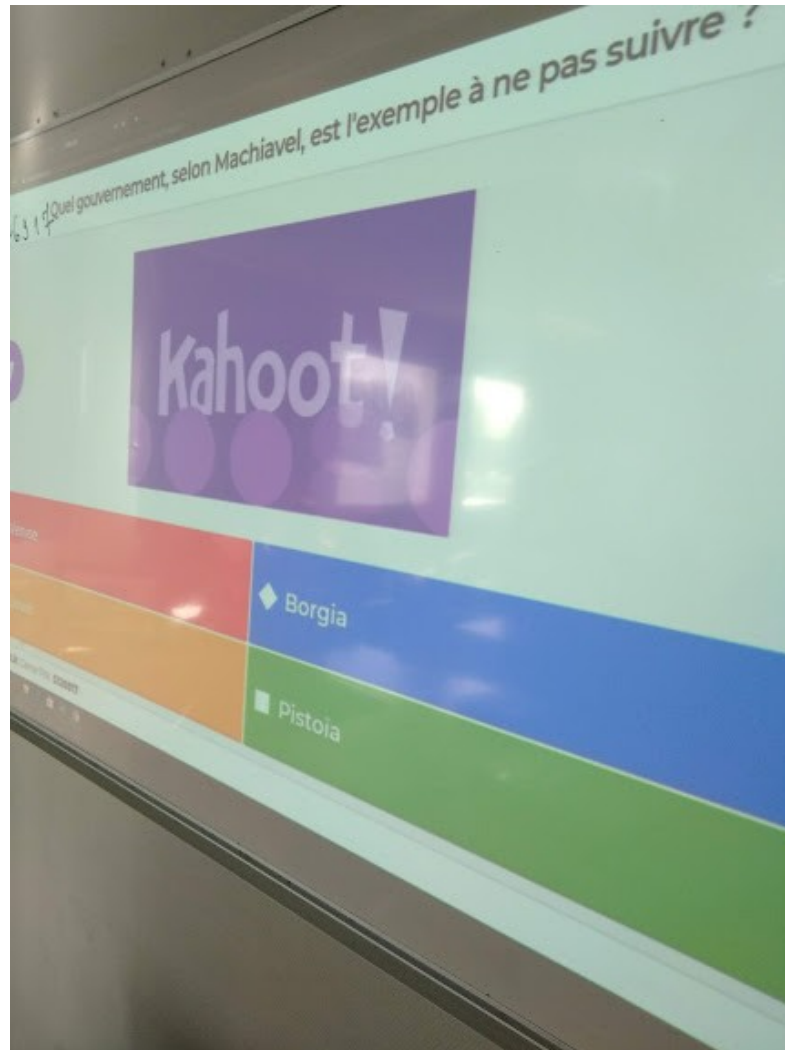 Quel gouvernement, selon Machiavel, est l'exemple à ne pas suivre ?
Kahoot!
Borgia
Pistoia